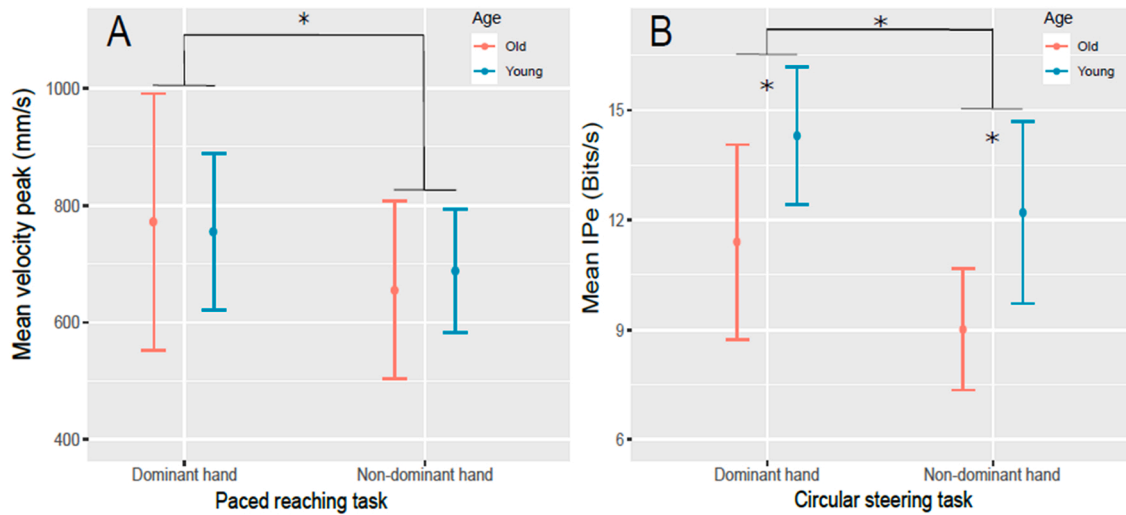 A
*
Age
Old
Young
Mean velocity peak (mm/s)
1000
800
600
400
Dominant hand
Non-dominant hand
Paced reaching task
B
*
Age
Old
Young
*
*
Mean IPe (Bits/s)
15
12
9
6
Dominant hand
Non-dominant hand
Circular steering task